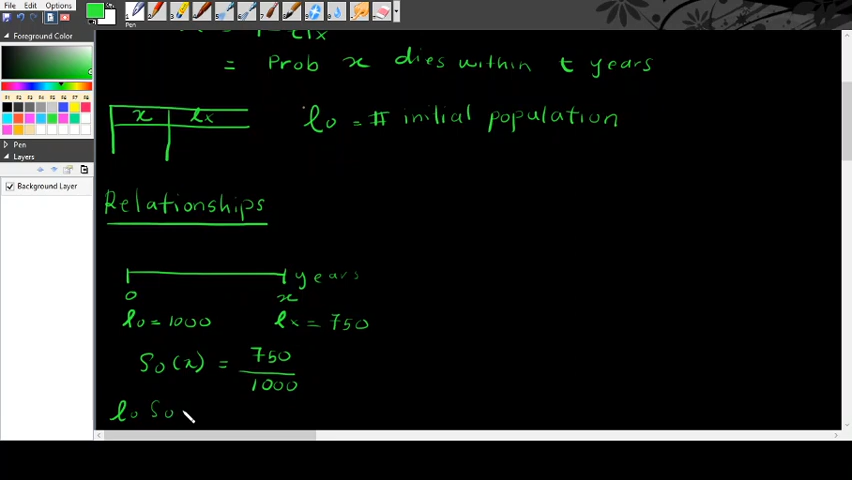 File Edit Options
Pen
Foreground Color
Pen
Layers
Background Layer
= Prob x dies within t years
x lx
l0 = # initial population
Relationships
years
0 x
l0 = 1000 lx = 750
S0(x) = 750/1000
l0 S0